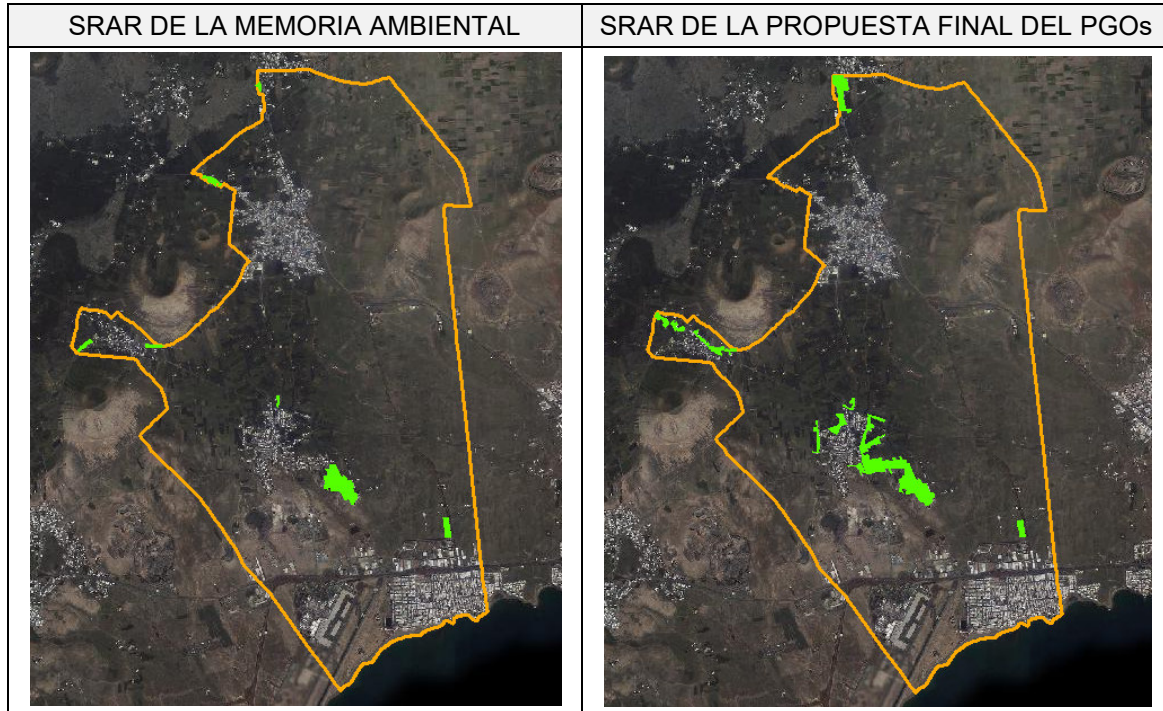 SRAR DE LA MEMORIA AMBIENTAL
SRAR DE LA PROPUESTA FINAL DEL PGOs